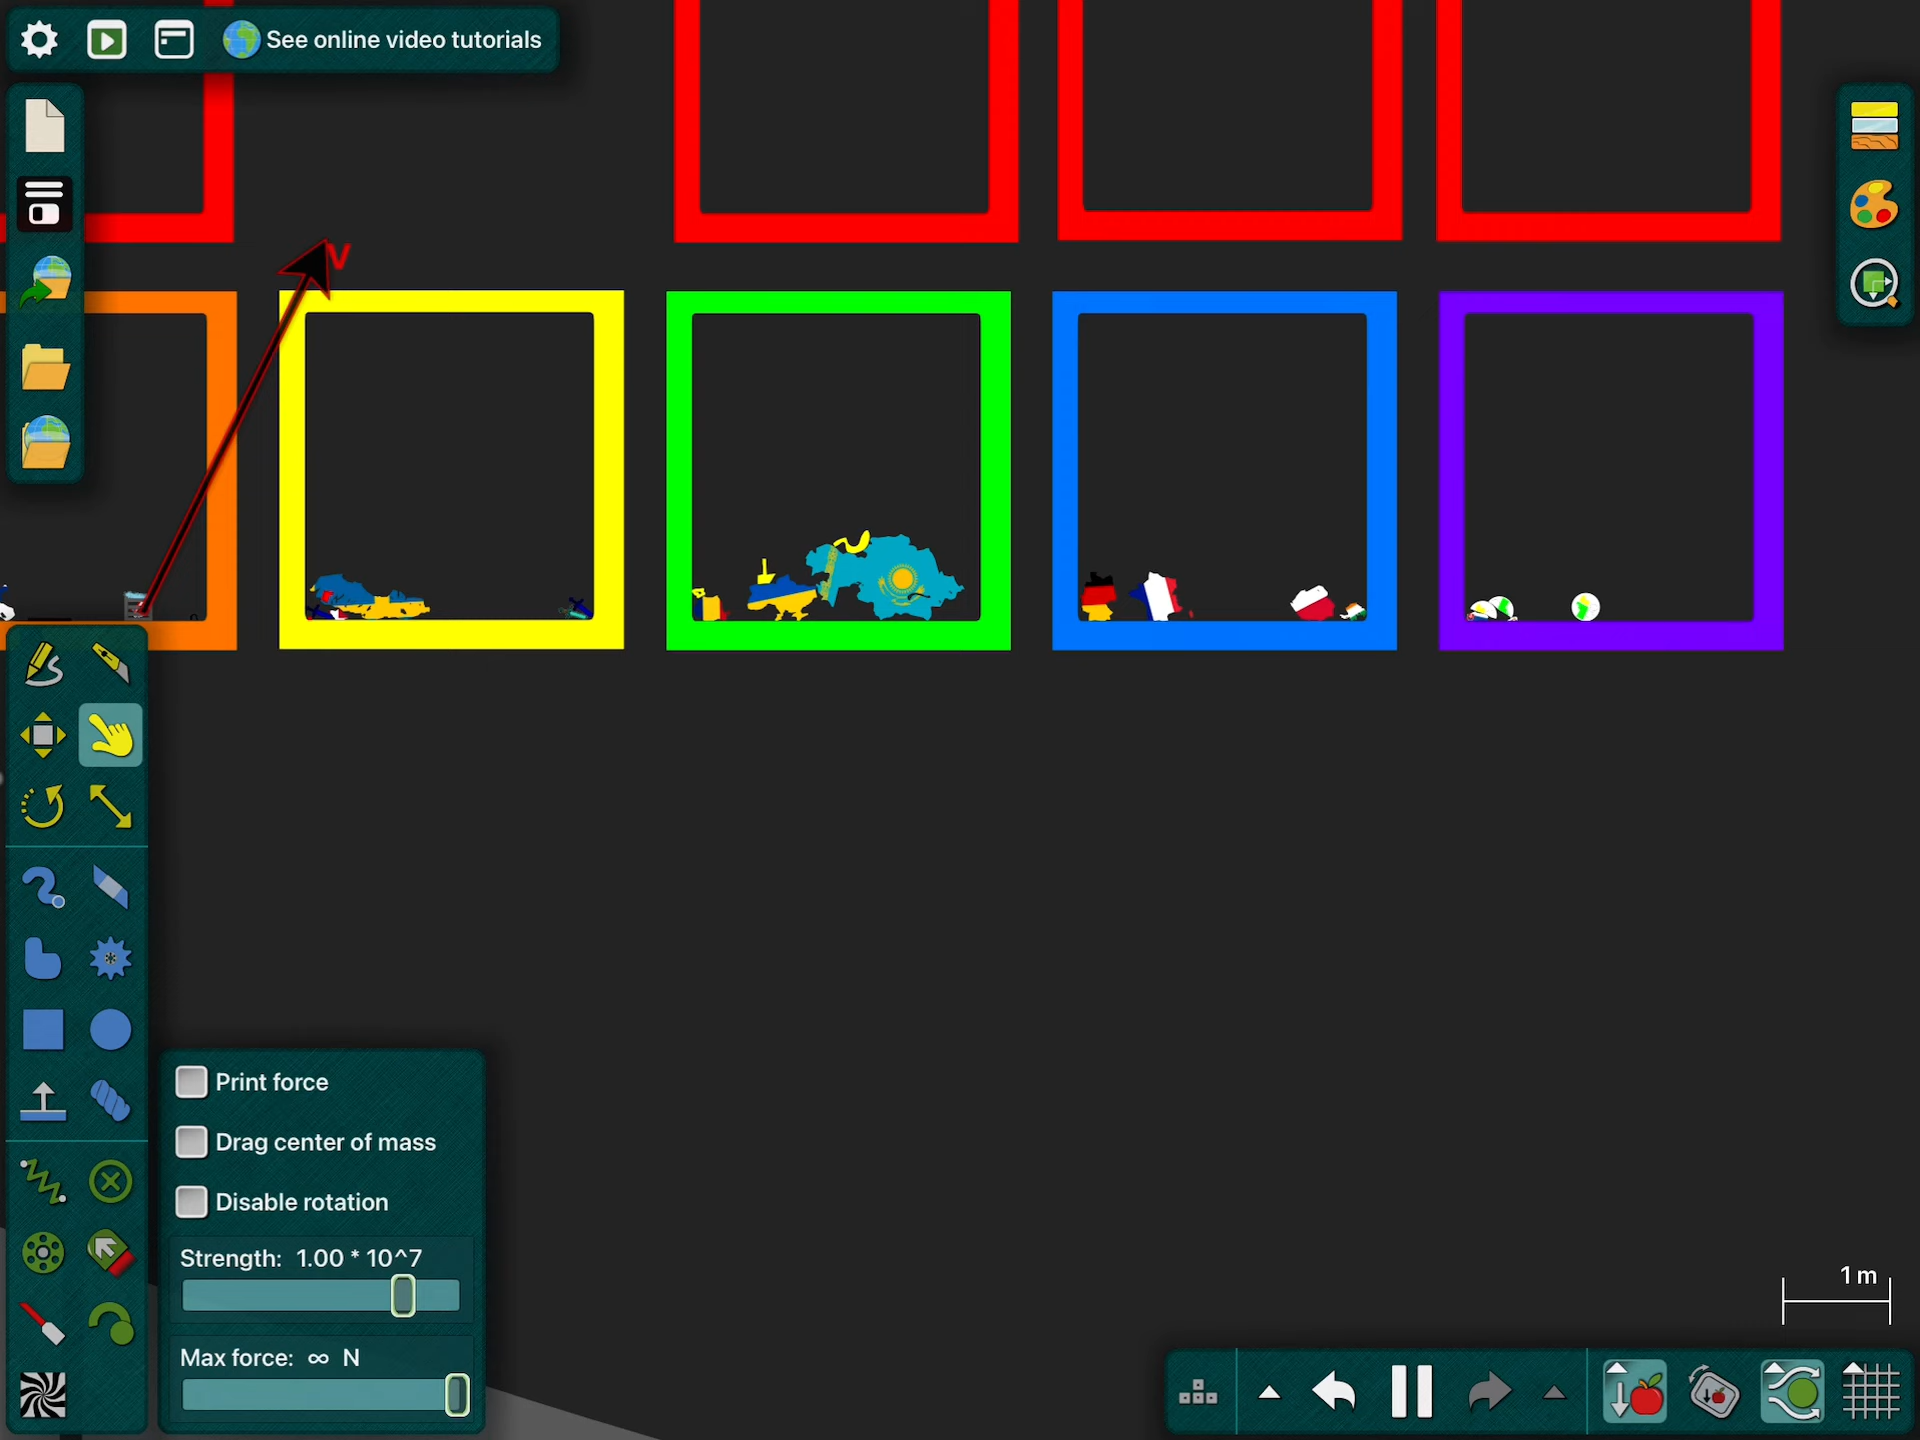 See online video tutorials
v
Print force
Drag center of mass
Disable rotation
Strength: 1.00 * 10^7
Max force: ∞ N
1 m